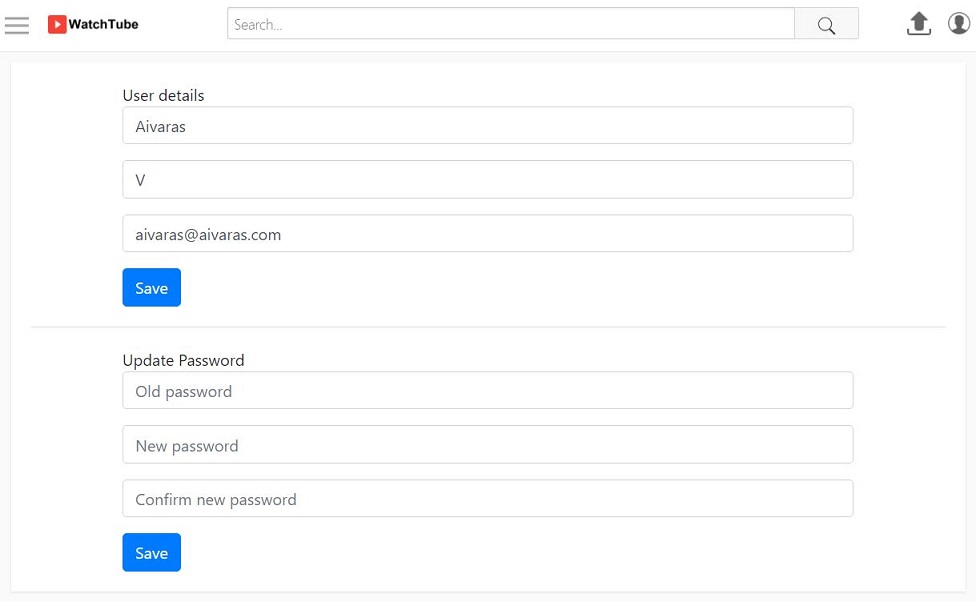 WatchTube
Search...
User details
Aivaras
V
aivaras@aivaras.com
Save
Update Password
Old password
New password
Confirm new password
Save